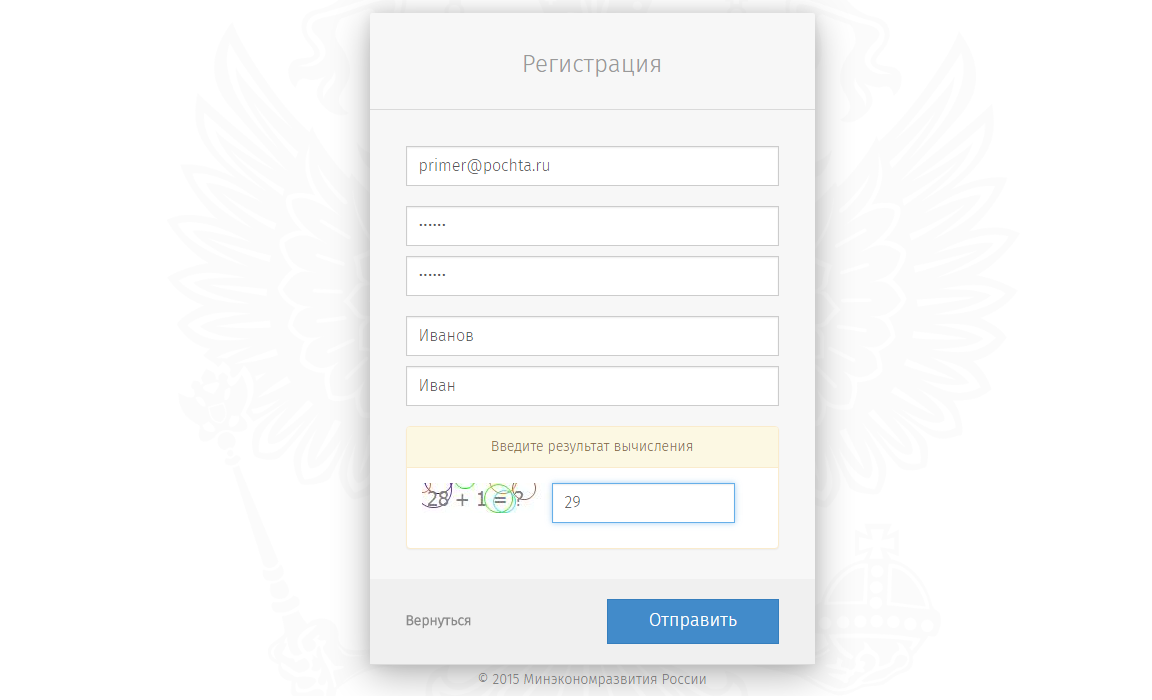 Регистрация
primer@pochta.ru
······
······
Иванов
Иван
Введите результат вычисления
28 + 1 = ?
29
Вернуться
Отправить
© 2015 Минэкономразвития России